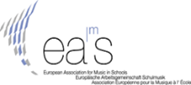 eas
|m
European Association for Music in Schools
Europäische Arbeitsgemeinschaft Schulmusik
Association Européenne pour la Musique à l' École